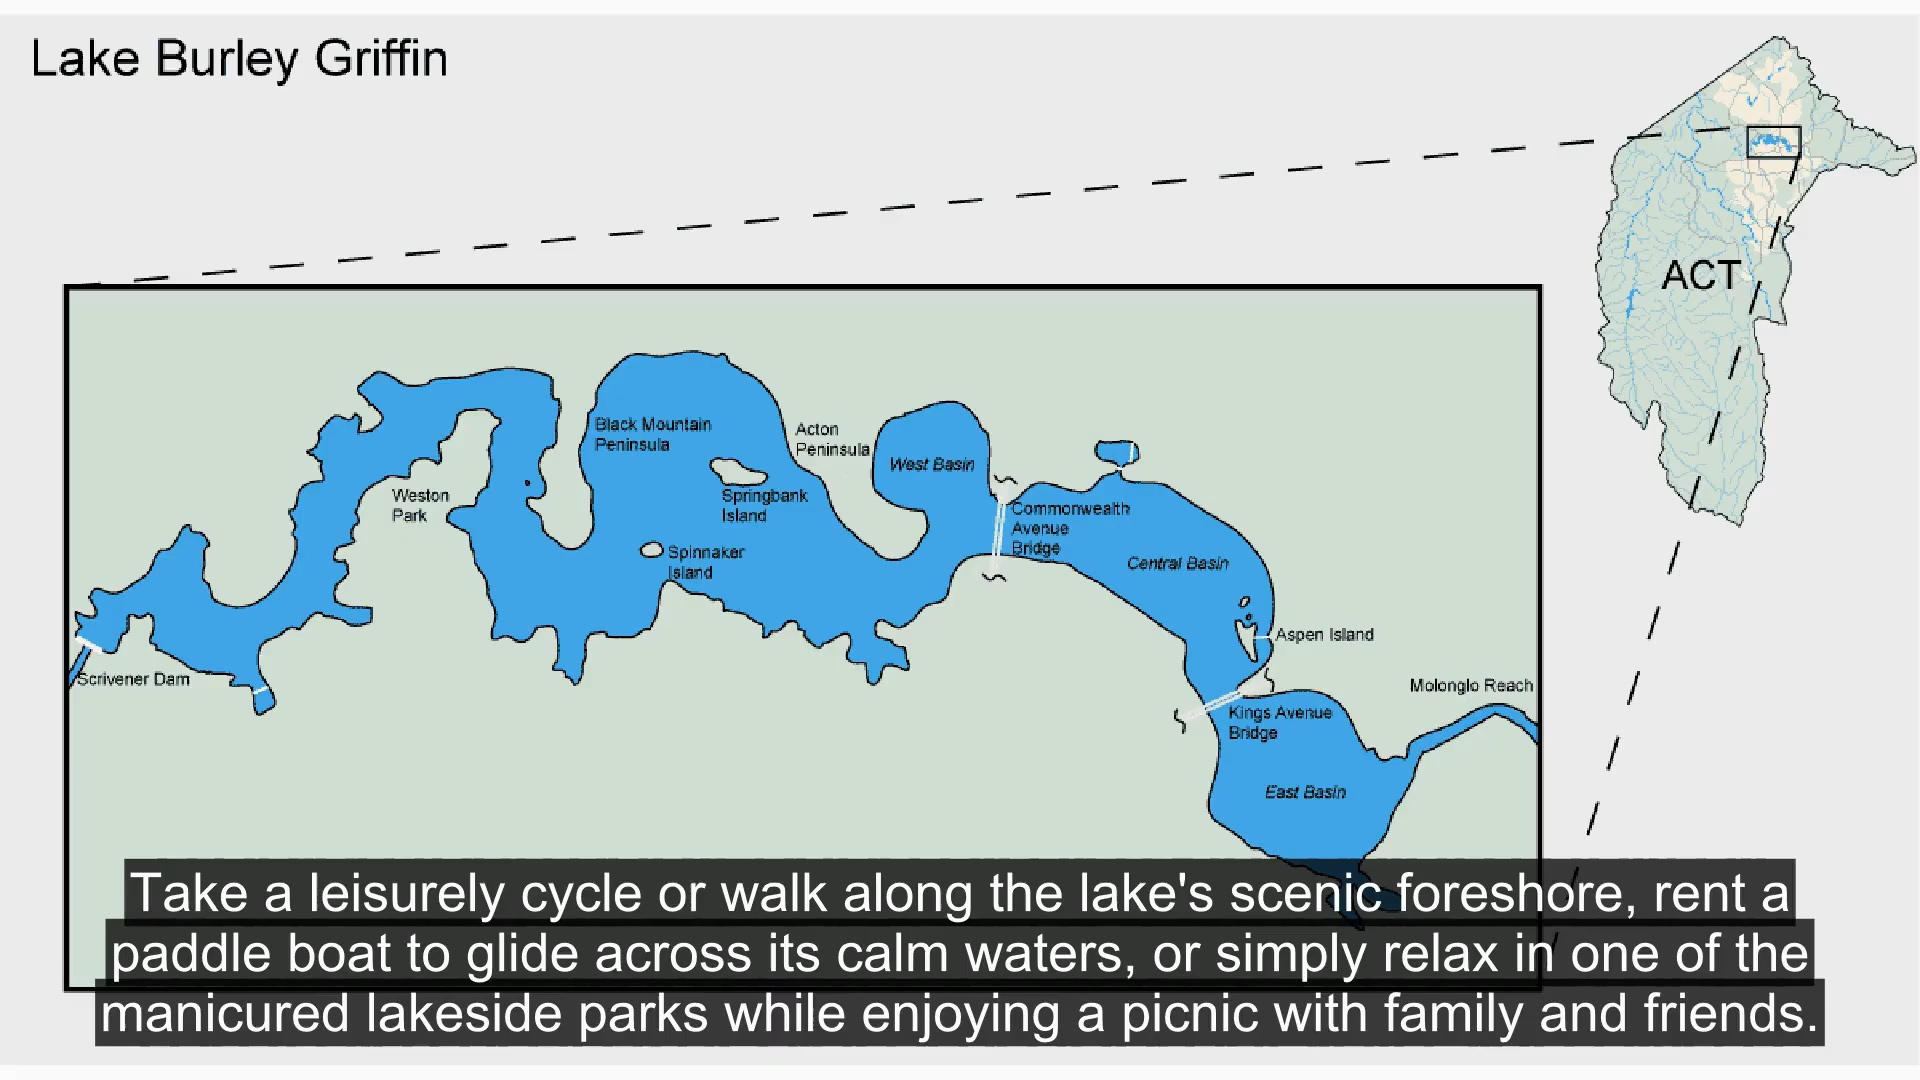 Lake Burley Griffin
ACT
Black Mountain
Peninsula
Acton
Peninsula
West Basin
Springbank
Island
Weston
Park
Commonwealth
Avenue
Bridge
Spinnaker
Island
Central Basin
Aspen Island
Scrivener Dam
Molonglo Reach
Kings Avenue
Bridge
East Basin
Take a leisurely cycle or walk along the lake's scenic foreshore, rent a
paddle boat to glide across its calm waters, or simply relax in one of the
manicured lakeside parks while enjoying a picnic with family and friends.